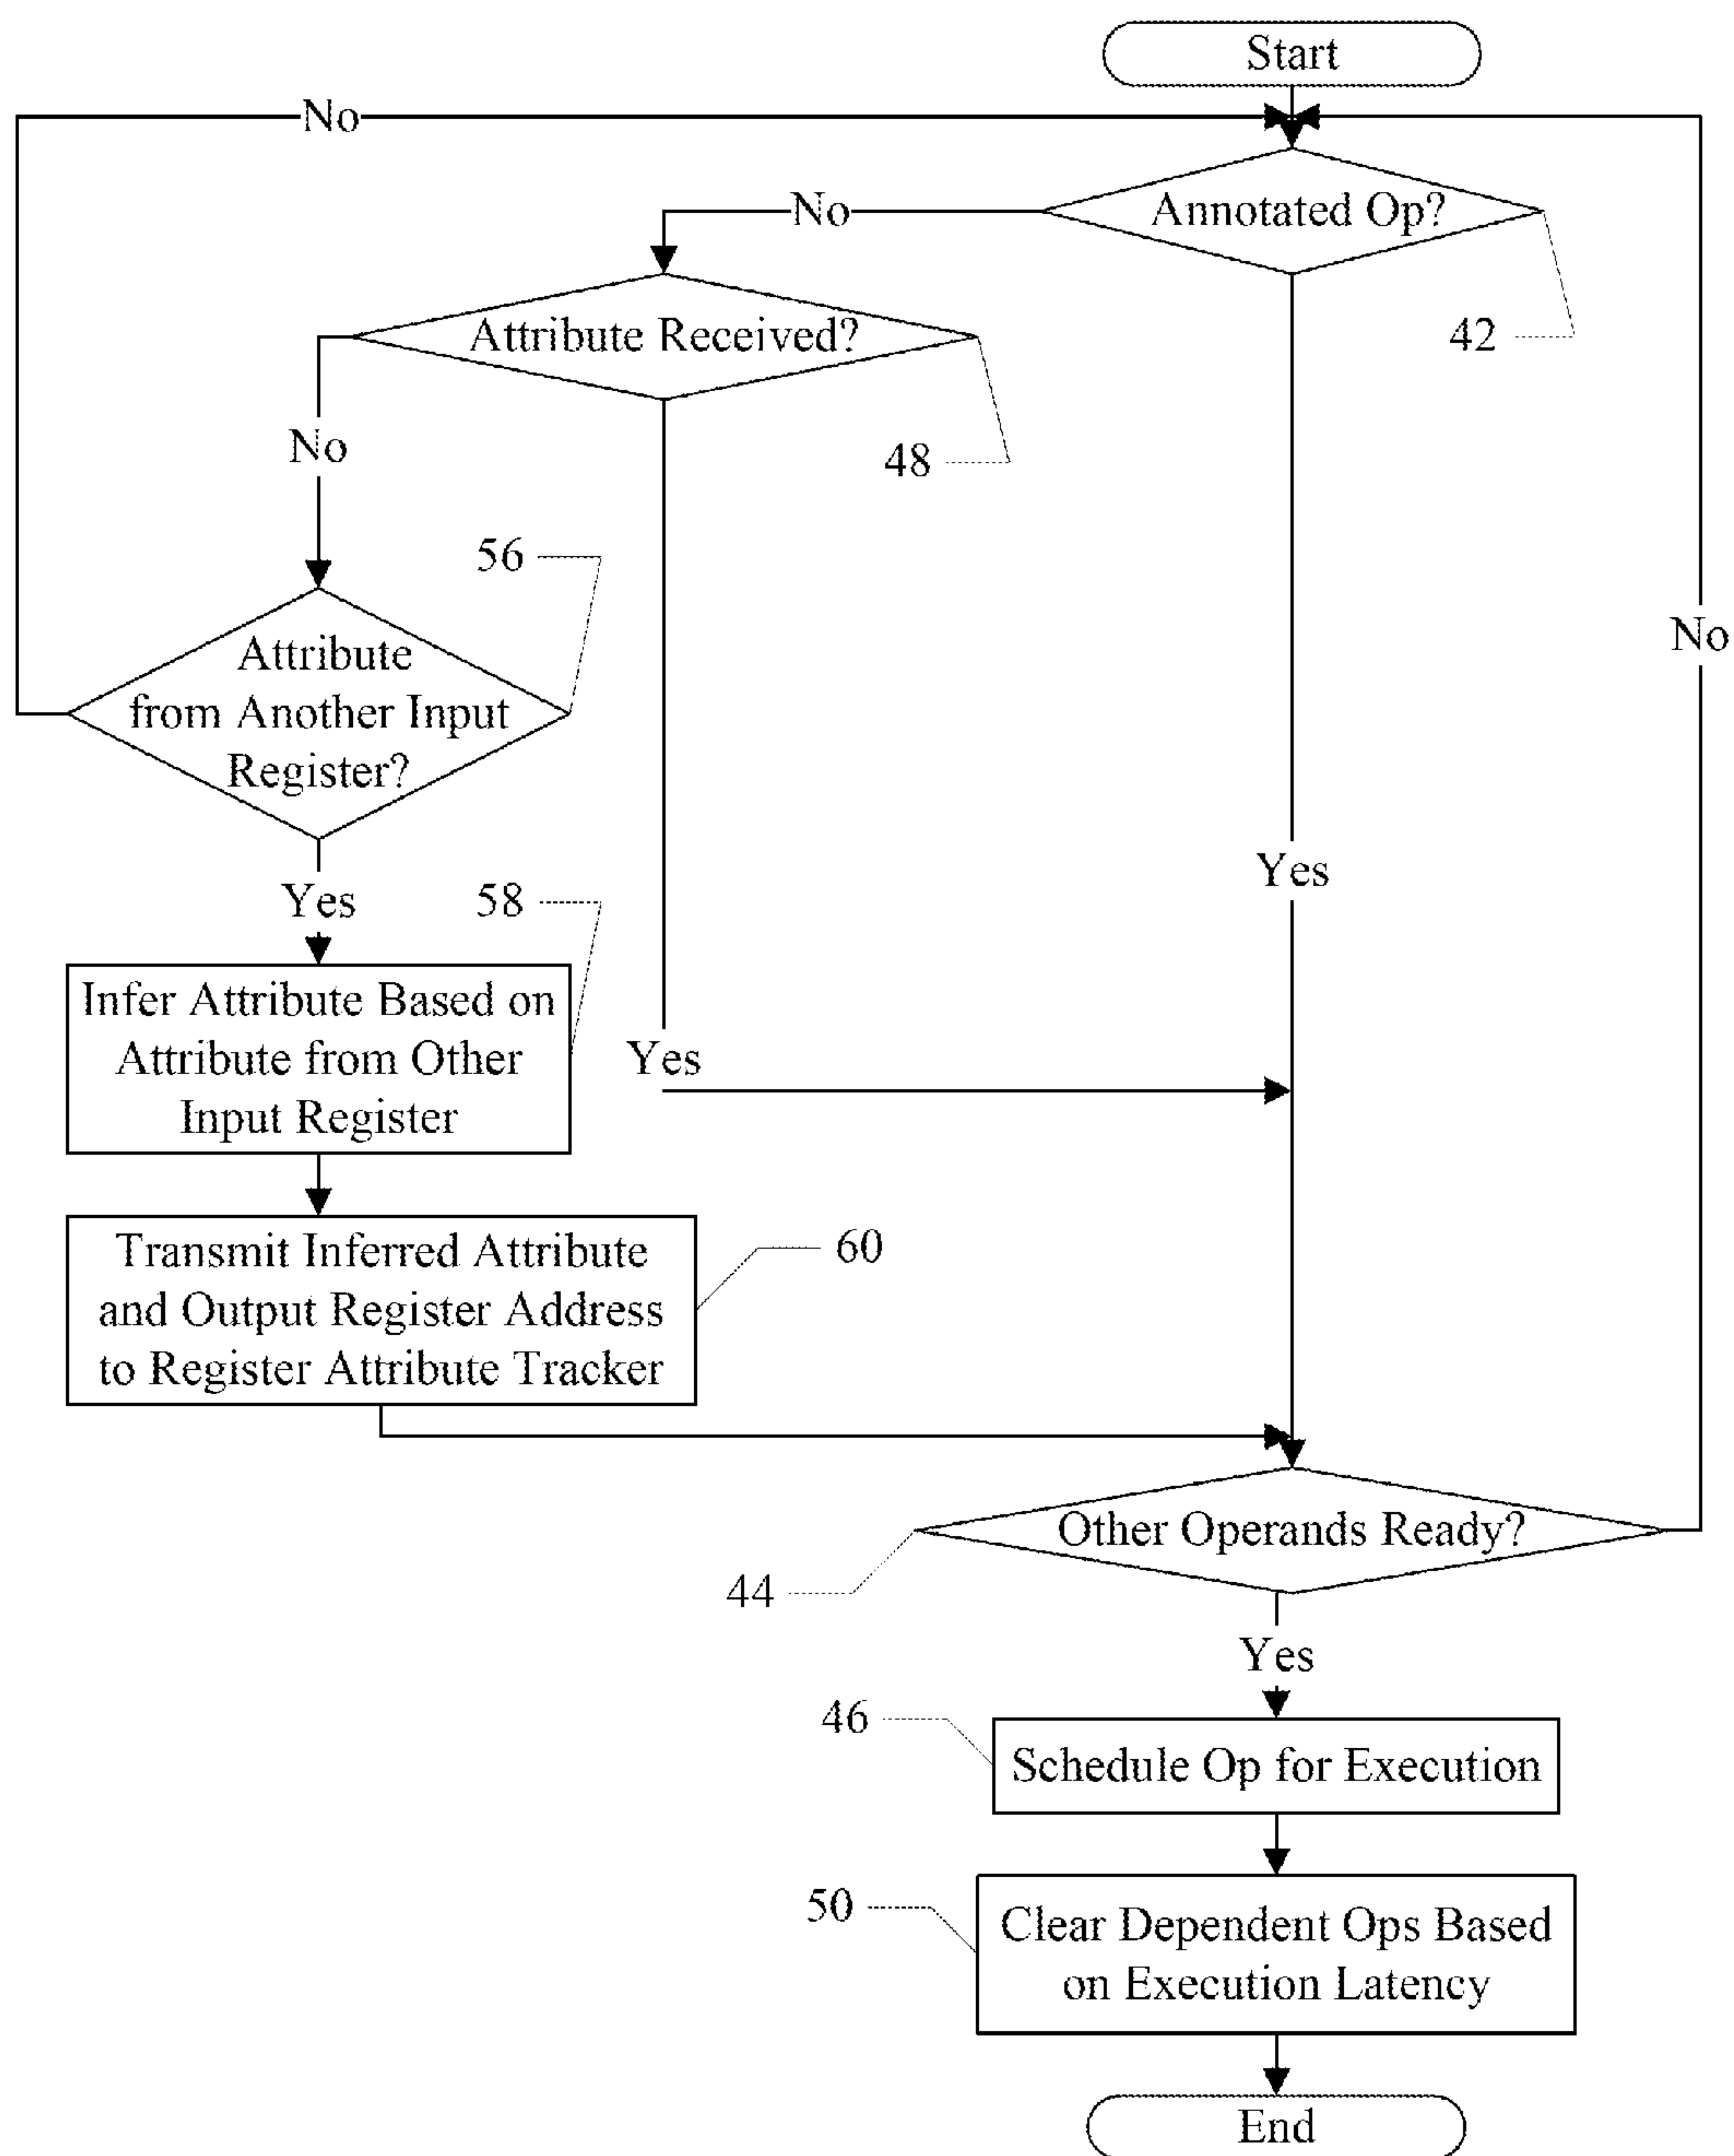 Start
No
No
Annotated Op?
Attribute Received?
42
No
48
56
No
Attribute
from Another Input
Register?
Yes
Yes
58
Infer Attribute Based on
Attribute from Other
Input Register
Yes
Transmit Inferred Attribute
and Output Register Address
to Register Attribute Tracker
60
Other Operands Ready?
44
Yes
46
Schedule Op for Execution
50
Clear Dependent Ops Based
on Execution Latency
End